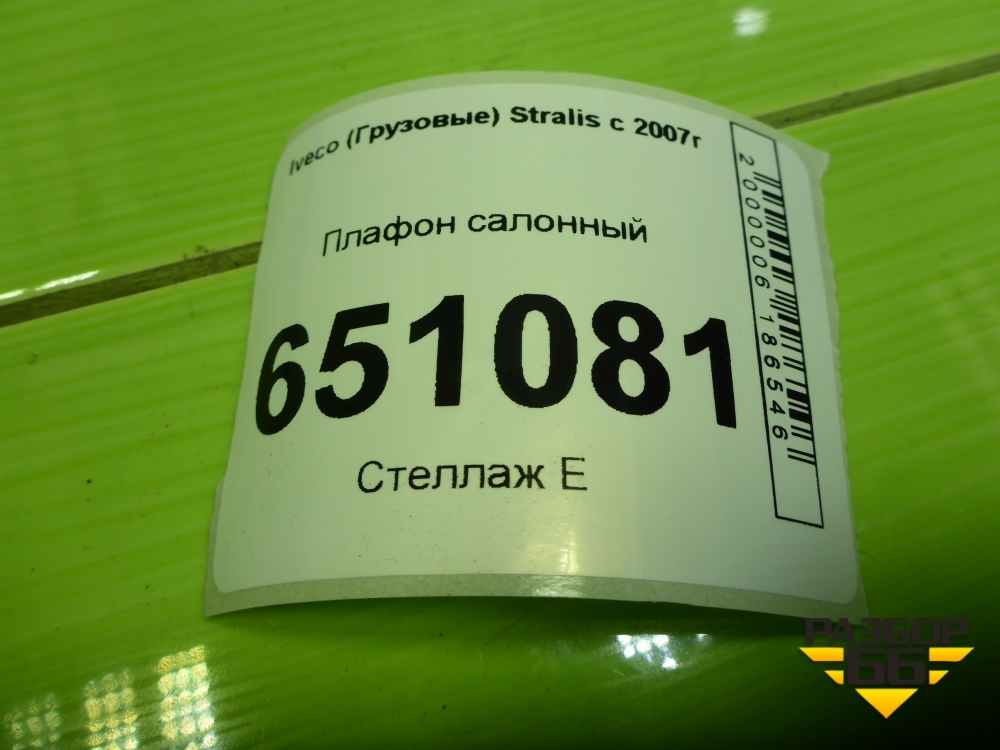 Iveco (Грузовые) Stralis с 2007г
Плафон салонный
651081
Стеллаж Е
2000006186546
РАЗБОР
66